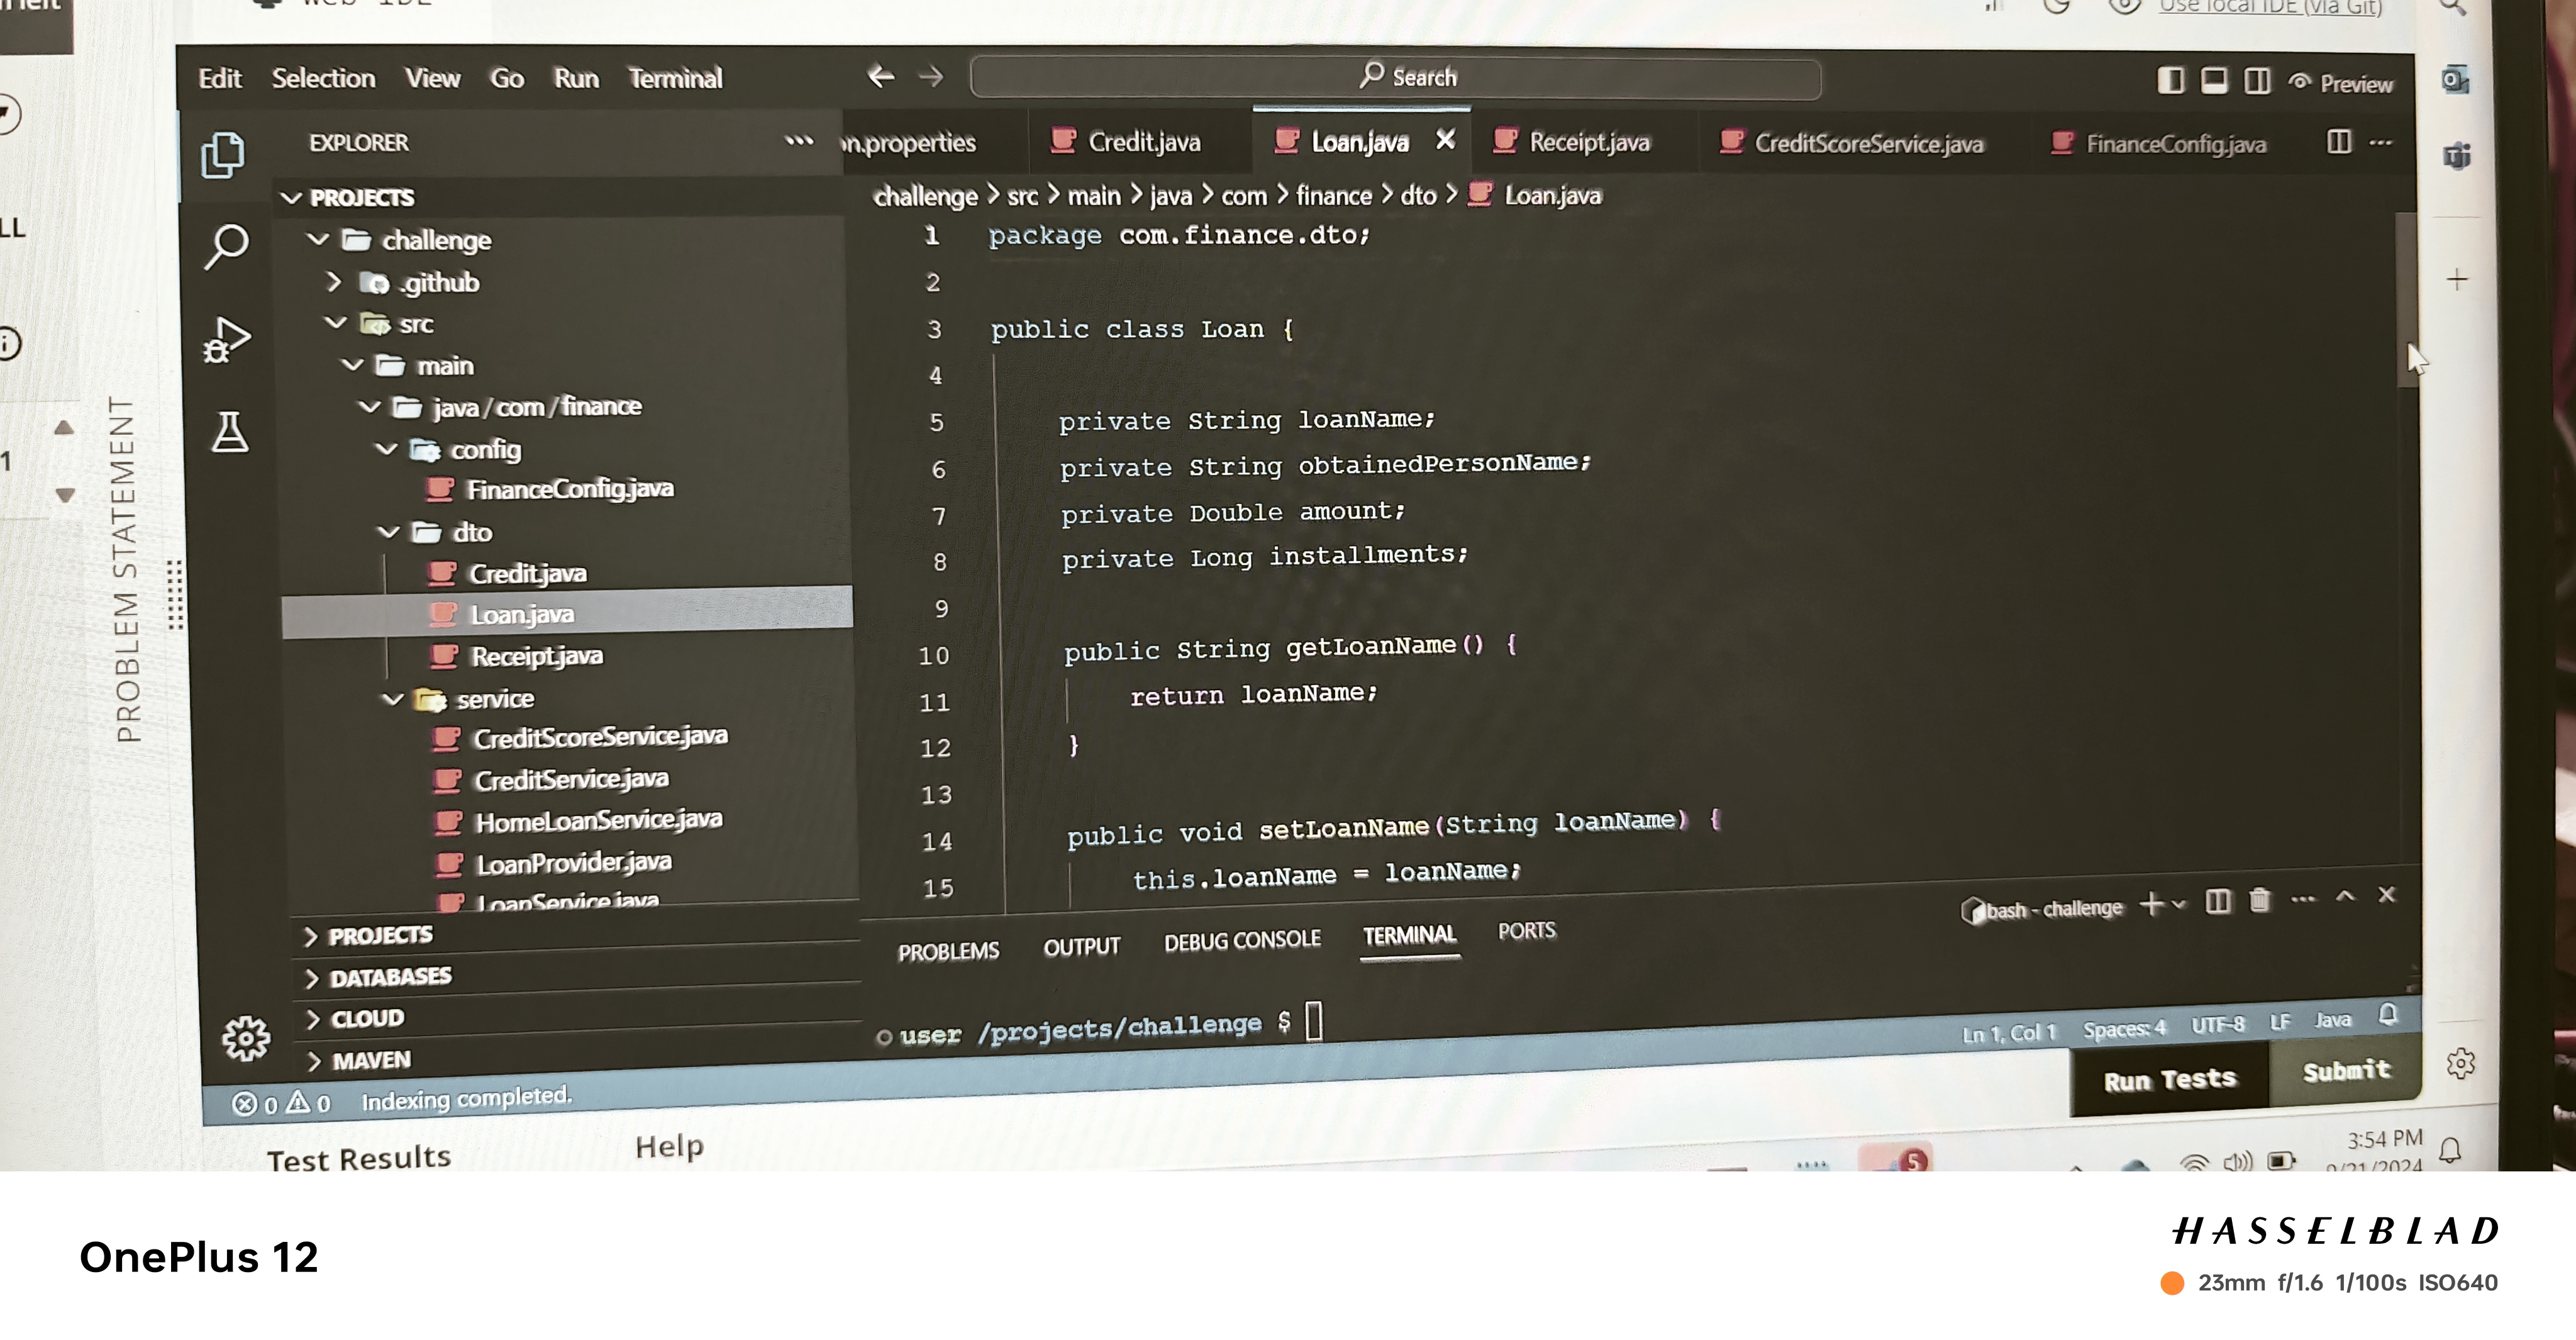 Use local IDE (via Git)
Edit Selection View Go Run Terminal
Search
Preview
EXPLORER
n.properties
Credit.java
Loan.java
Receipt.java
CreditScoreService.java
FinanceConfig.java
PROJECTS
challenge > src > main > java > com > finance > dto > Loan.java
challenge
.github
src
main
java/com/finance
config
FinanceConfig.java
dto
Credit.java
Loan.java
Receipt.java
service
CreditScoreService.java
CreditService.java
HomeLoanService.java
LoanProvider.java
LoanService.java
PROJECTS
DATABASES
CLOUD
MAVEN
1 package com.finance.dto;
2
3 public class Loan {
4
5 private String loanName;
6 private String obtainedPersonName;
7 private Double amount;
8 private Long installments;
9
10 public String getLoanName() {
11 return loanName;
12 }
13
14 public void setLoanName(String loanName) {
15 this.loanName = loanName;
bash - challenge
PROBLEMS OUTPUT DEBUG CONSOLE TERMINAL PORTS
user /projects/challenge $
Ln 1, Col 1 Spaces: 4 UTF-8 LF Java
0 0 Indexing completed.
Run Tests
Submit
Test Results
Help
PROBLEM STATEMENT
LL
1
5
3:54 PM
OnePlus 12
HASSELBLAD
23mm f/1.6 1/100s ISO640